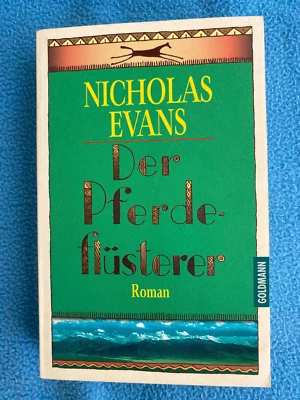 NICHOLAS
EVANS
Der
Pferde-
flüsterer
Roman
GOLDMANN